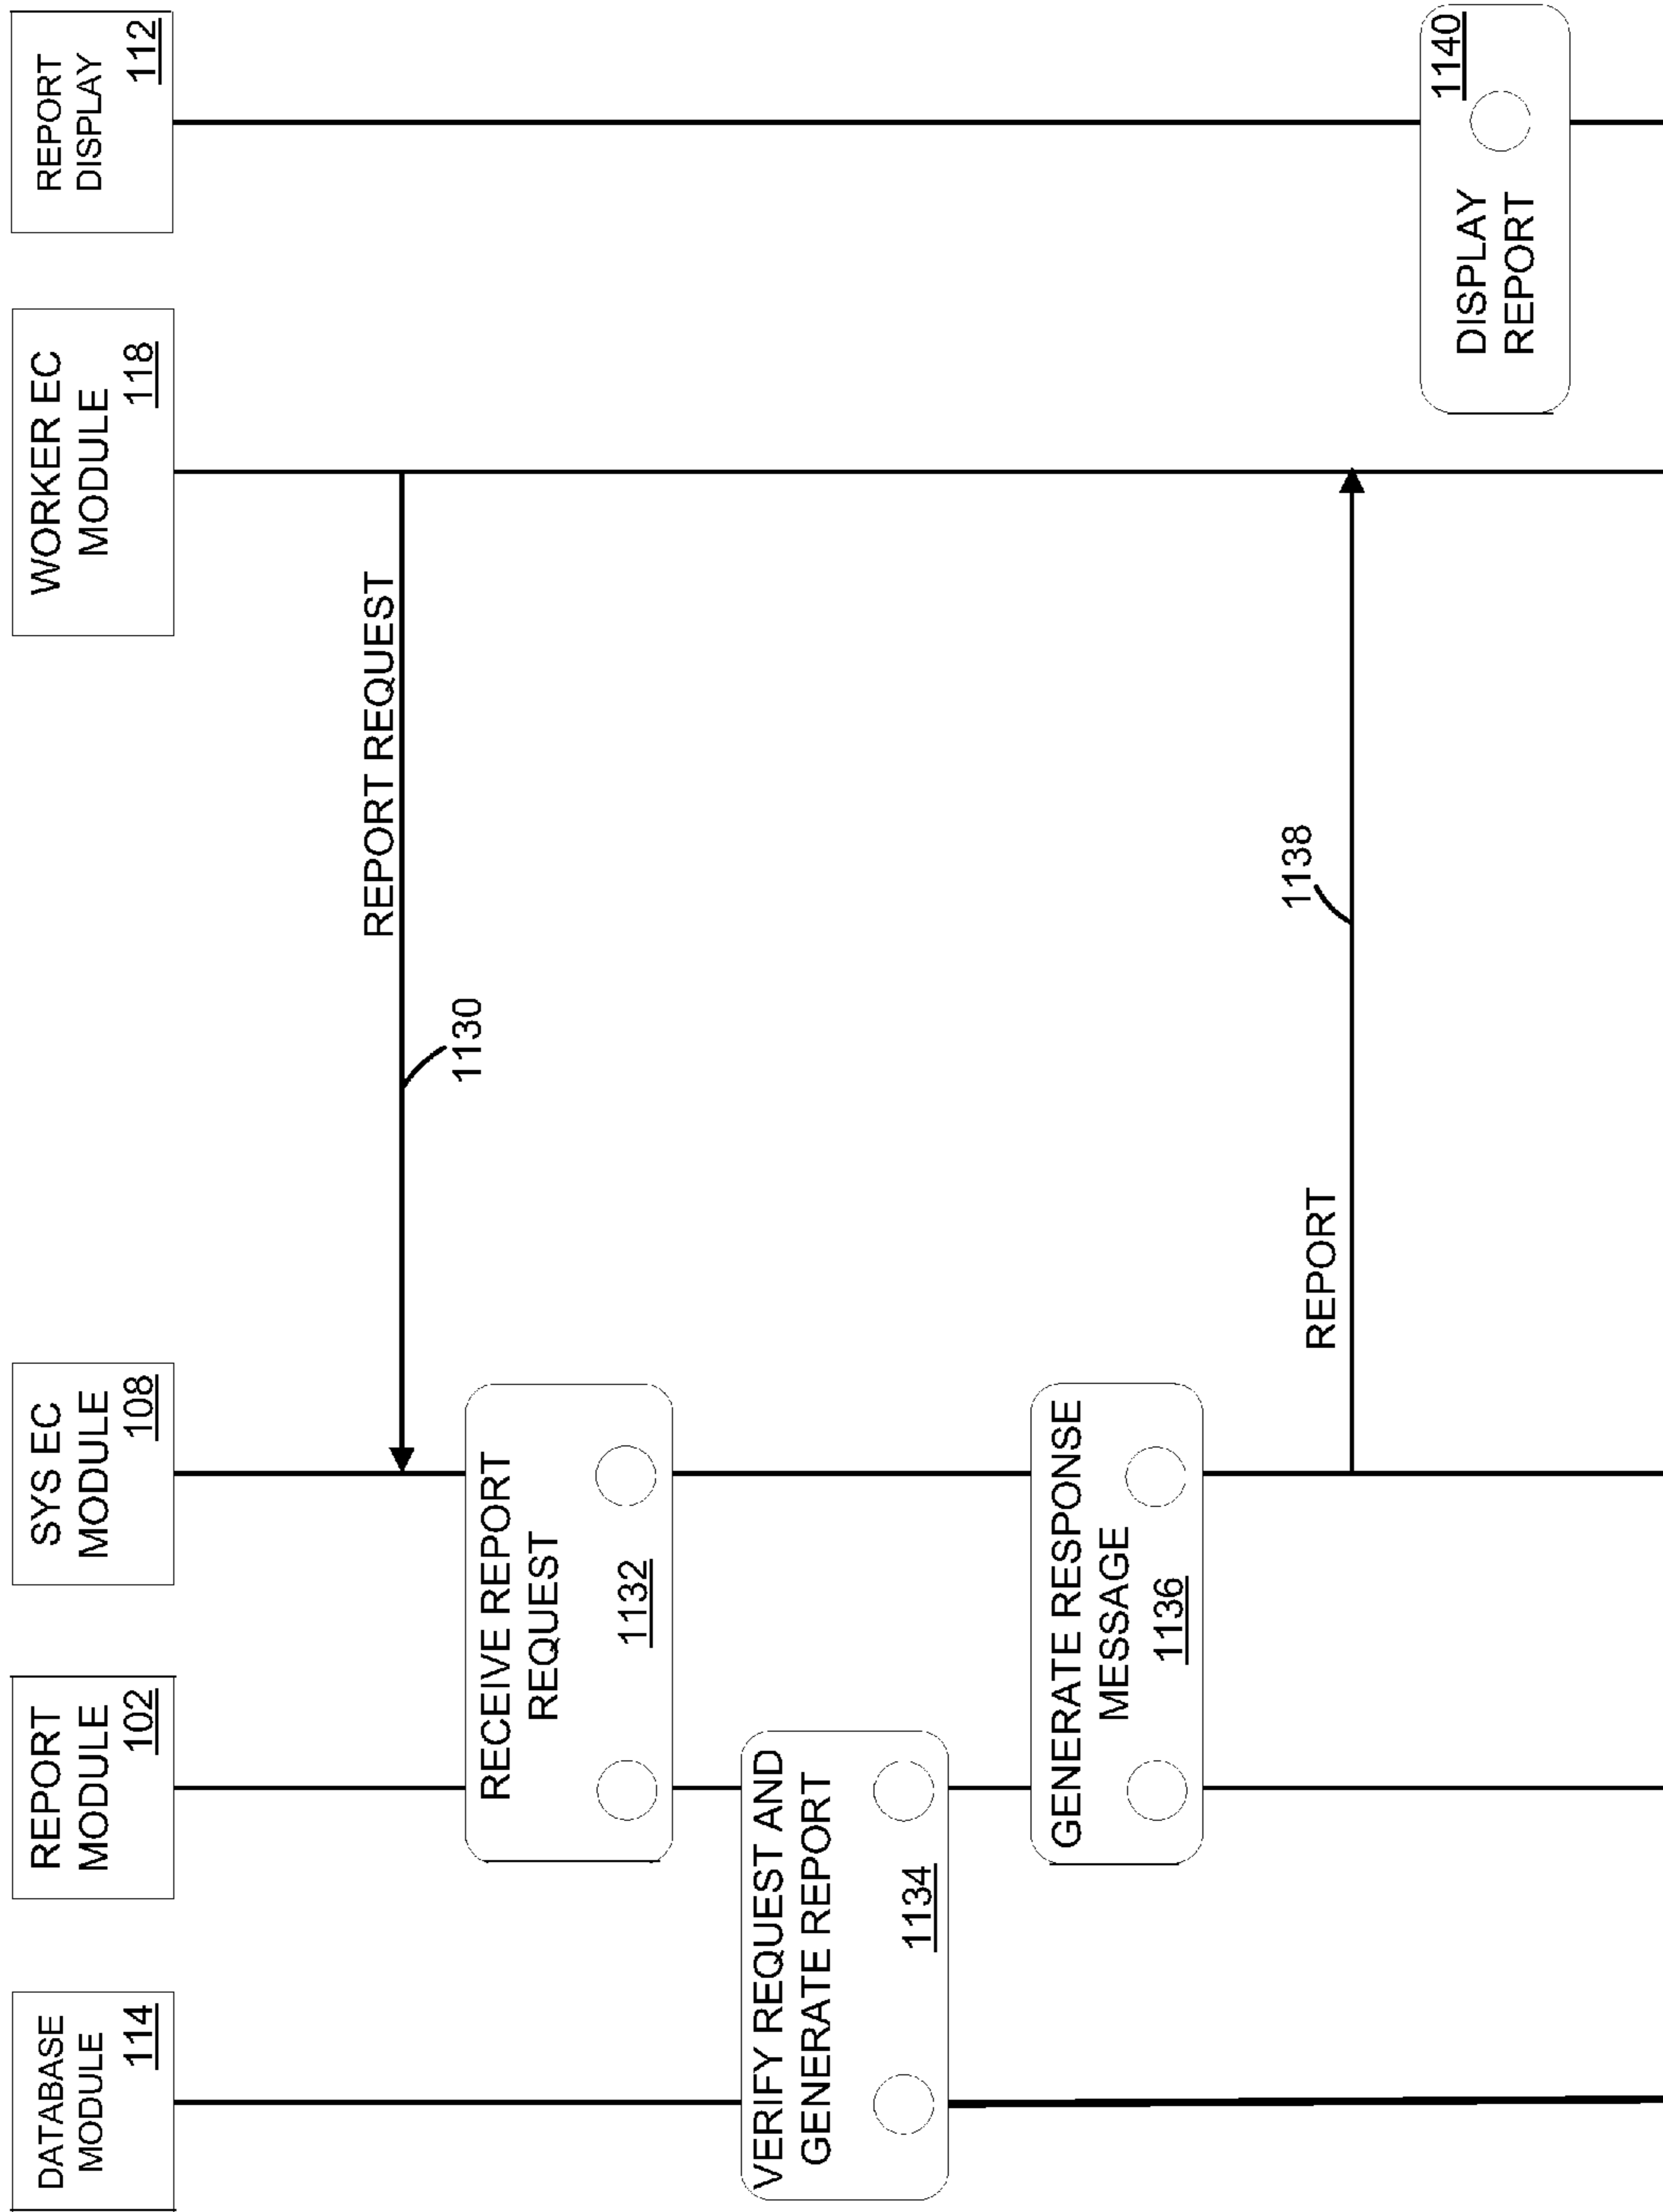 DATABASE
MODULE
114
REPORT
MODULE
102
SYS EC
MODULE
108
WORKER EC
MODULE
118
REPORT
DISPLAY
112
REPORT REQUEST
1130
RECEIVE REPORT
REQUEST
1132
VERIFY REQUEST AND
GENERATE REPORT
1134
GENERATE RESPONSE
MESSAGE
1136
REPORT
1138
DISPLAY
REPORT
1140